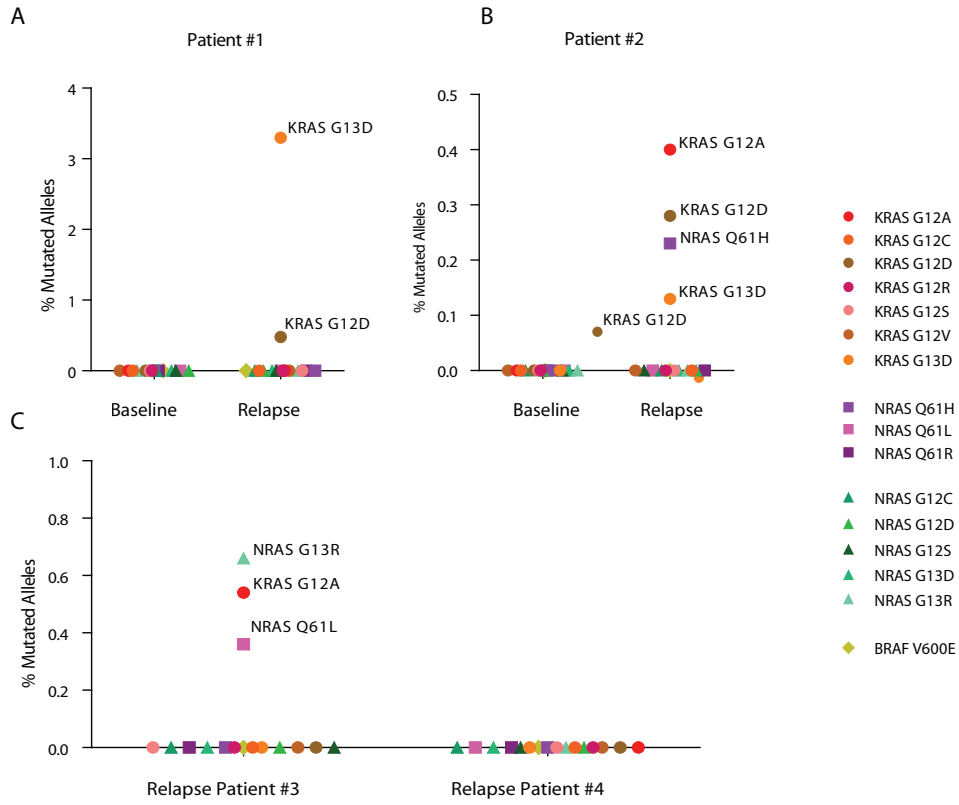 A
Patient #1
% Mutated Alleles
4
3
2
1
0
KRAS G13D
KRAS G12D
Baseline
Relapse
B
Patient #2
% Mutated Alleles
0.5
0.4
0.3
0.2
0.1
0.0
KRAS G12A
KRAS G12D
NRAS Q61H
KRAS G13D
KRAS G12D
Baseline
Relapse
KRAS G12A
KRAS G12C
KRAS G12D
KRAS G12R
KRAS G12S
KRAS G12V
KRAS G13D
NRAS Q61H
NRAS Q61L
NRAS Q61R
NRAS G12C
NRAS G12D
NRAS G12S
NRAS G13D
NRAS G13R
BRAF V600E
C
% Mutated Alleles
1.0
0.8
0.6
0.4
0.2
0.0
NRAS G13R
KRAS G12A
NRAS Q61L
Relapse Patient #3
Relapse Patient #4